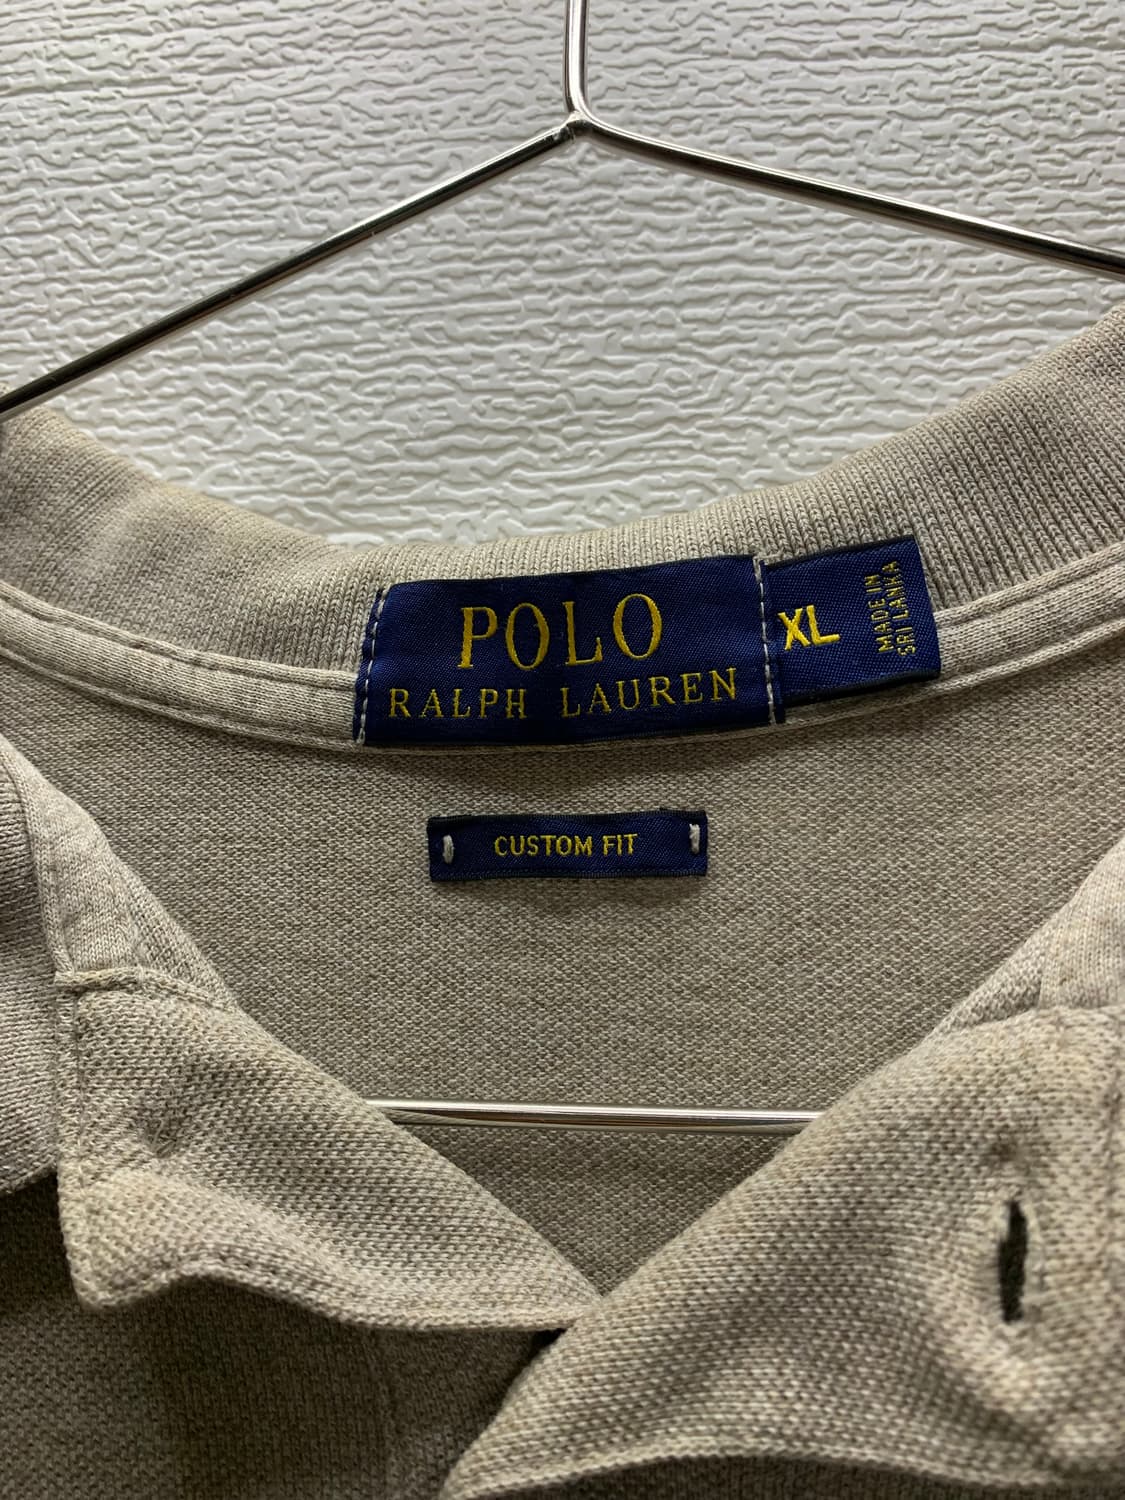 POLO
RALPH LAUREN
XL
MADE IN
SRI LANKA
CUSTOM FIT